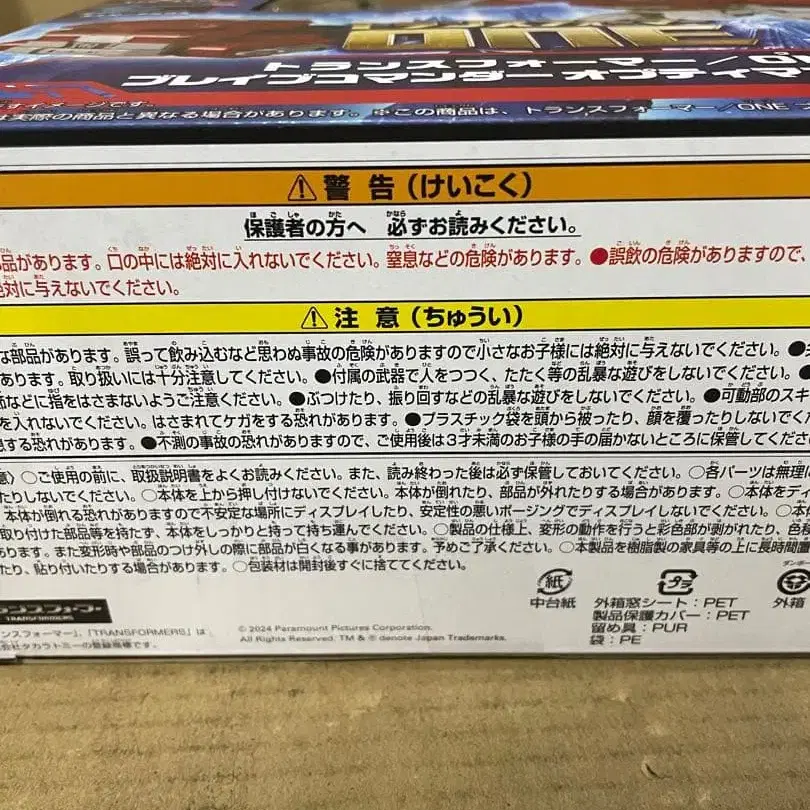 ONE
トランスフォーマー/ON
ブレイブコマンダー オプティマ
イメージです。
実際の商品と異なる場合があります。 ※この商品は、トランスフォーマー/ONE
⚠警告(けいこく)
保護者の方へ 必ずお読みください。
品があります。口の中には絶対に入れないでください。窒息などの危険があります。●誤飲の危険がありますので、
絶対に与えないでください。
⚠注意(ちゅうい)
な部品があります。誤って飲み込むなど思わぬ事故の危険がありますので小さなお子様には絶対に与えないでください。●
あります。取り扱いには十分注意してください。●付属の武器で人をつつく、たたく等の乱暴な遊びをしないでください。●
などに指をはさまないようご注意ください。●ぶつけたり、振り回すなどの乱暴な遊びをしないでください。●可動部のスキ
を入れないでください。はさまれてケガをする恐れがあります。●プラスチック袋を頭から被ったり、顔を覆ったりしないでく
息する恐れがあります。●不測の事故の恐れがありますので、ご使用後は3才未満のお子様の手の届かないところに保管してくださ
意)○ご使用の前に、取扱説明書をよくお読みください。また、読み終わった後は必ず保管しておいてください。○各パーツは無理に
たりしないでください。○本体を上から押し付けないでください。本体が倒れたり、部品が外れたりする場合があります。○本体をディ
本体が倒れる恐れがありますので不安定な場所にディスプレイしたり、安定性の悪いポージングでディスプレイしないでください。○本
取り付けた部品等を持たず、本体をしっかりと持って持ち運んでください。○製品の仕様上、変形の動作を行うと彩色部が剥がれたり、色移
あります。また変形時や部品のつけ外しの際に部品が白くなる事があります。予めご了承ください。○本製品を樹脂製の家具等の上に長時間置
たり、貼り付いたりする場合があります。○包装材は開封後すぐに捨ててください。
トランスフォーマー
TRANSFORMERS
ンスフォーマー」、「TRANSFORMERS」は
会社タカラトミーの登録商標です。
© 2024 Paramount Pictures Corporation.
All Rights Reserved. TM & ® denote Japan Trademarks.
紙
中台紙
プラ
外箱窓シート:PET
製品保護カバー:PET
留め具:PUR
袋:PE
ダンボー
外箱